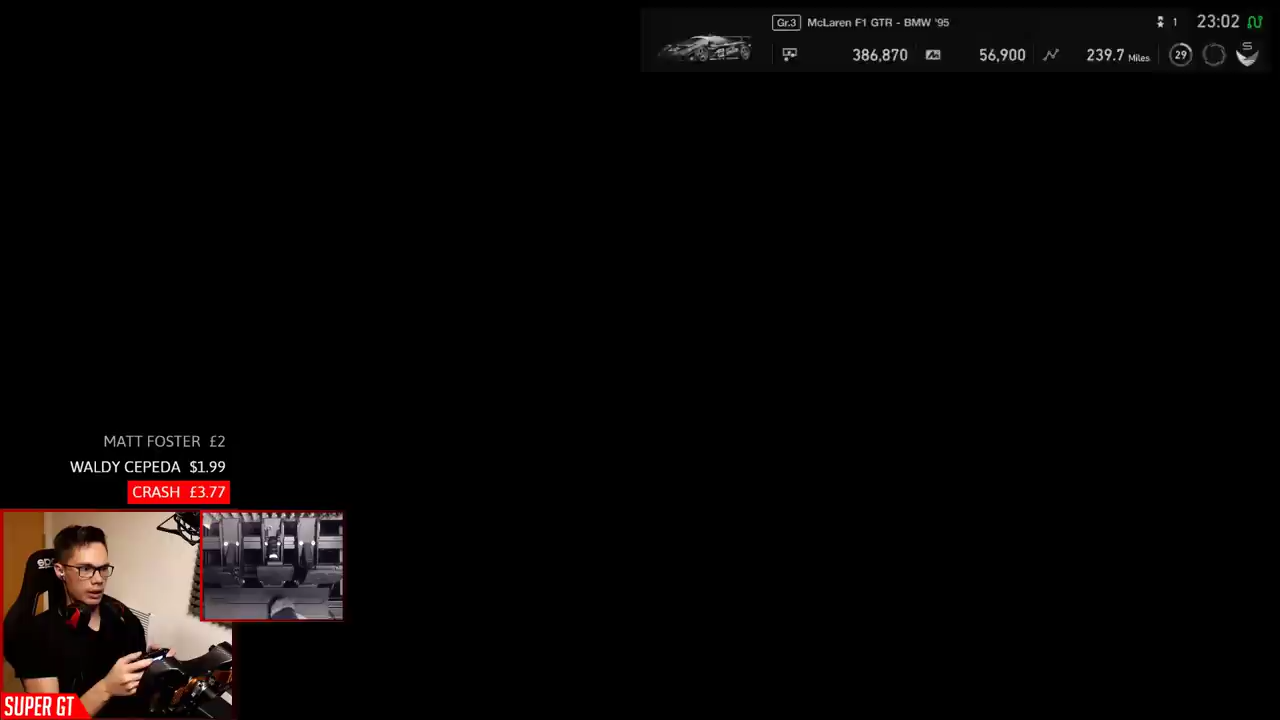 Gr.3 McLaren F1 GTR - BMW '95
1 23:02
386,870 56,900 239.7 Miles 29 S
MATT FOSTER £2
WALDY CEPEDA $1.99
CRASH £3.77
SUPER GT